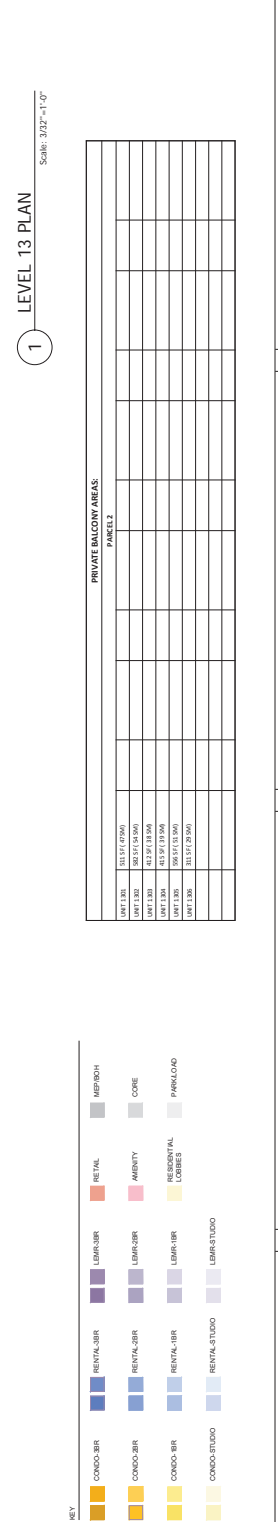 1
LEVEL 13 PLAN
Scale: 3/32"=1'-0"
PRIVATE BALCONY AREAS:
PARCEL 2
UNIT 1301 511 SF ( 47 SM)
UNIT 1302 582 SF ( 54 SM)
UNIT 1303 412 SF ( 38 SM)
UNIT 1304 415 SF ( 39 SM)
UNIT 1305 556 SF ( 51 SM)
UNIT 1306 311 SF ( 29 SM)
KEY
CONDO-3BR RENTAL-3BR LEMR-3BR RETAIL MEP/BOH
CONDO-2BR RENTAL-2BR LEMR-2BR AMENITY CORE
CONDO-1BR RENTAL-1BR LEMR-1BR RESIDENTIAL LOBBIES PARK/LOAD
CONDO-STUDIO RENTAL-STUDIO LEMR-STUDIO